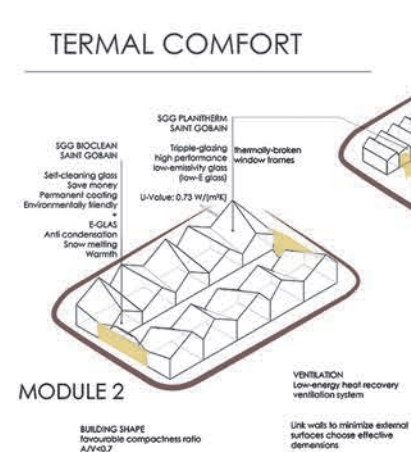 TERMAL COMFORT
SGG PLANITHERM
SAINT GOBAIN
Tripple-glazing
high performance
low-emissivity glass
(low-E glass)
U-Value: 0.73 W/(m²K)
thermally-broken
window frames
SGG BIOCLEAN
SAINT GOBAIN
Self-cleaning glass
Save money
Permanent coating
Environmentally friendly
+
E-GLAS
Anti condensation
Snow melting
Warmth
MODULE 2
VENTILATION
Low-energy heat recovery
ventilation system
BUILDING SHAPE
favourable compactness ratio
A/V<0.7
Link walls to minimize external
surfaces choose effective
demensions